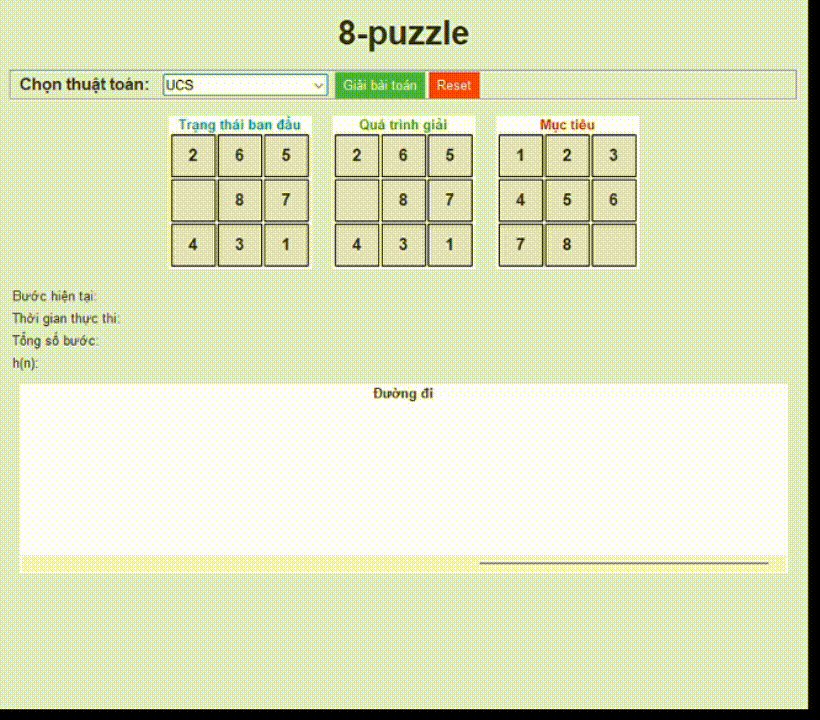 8-puzzle
Chọn thuật toán: UCS Giải bài toán Reset
Trạng thái ban đầu Quá trình giải Mục tiêu
2 6 5 2 6 5 1 2 3
8 7 8 7 4 5 6
4 3 1 4 3 1 7 8
Bước hiện tại:
Thời gian thực thi:
Tổng số bước:
h(n):
Đường đi